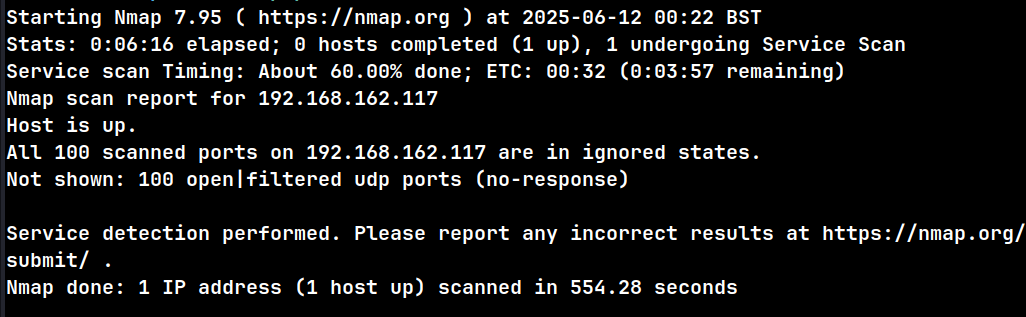 Starting Nmap 7.95 ( https://nmap.org ) at 2025-06-12 00:22 BST
Stats: 0:06:16 elapsed; 0 hosts completed (1 up), 1 undergoing Service Scan
Service scan Timing: About 60.00% done; ETC: 00:32 (0:03:57 remaining)
Nmap scan report for 192.168.162.117
Host is up.
All 100 scanned ports on 192.168.162.117 are in ignored states.
Not shown: 100 open|filtered udp ports (no-response)
Service detection performed. Please report any incorrect results at https://nmap.org/
submit/ .
Nmap done: 1 IP address (1 host up) scanned in 554.28 seconds